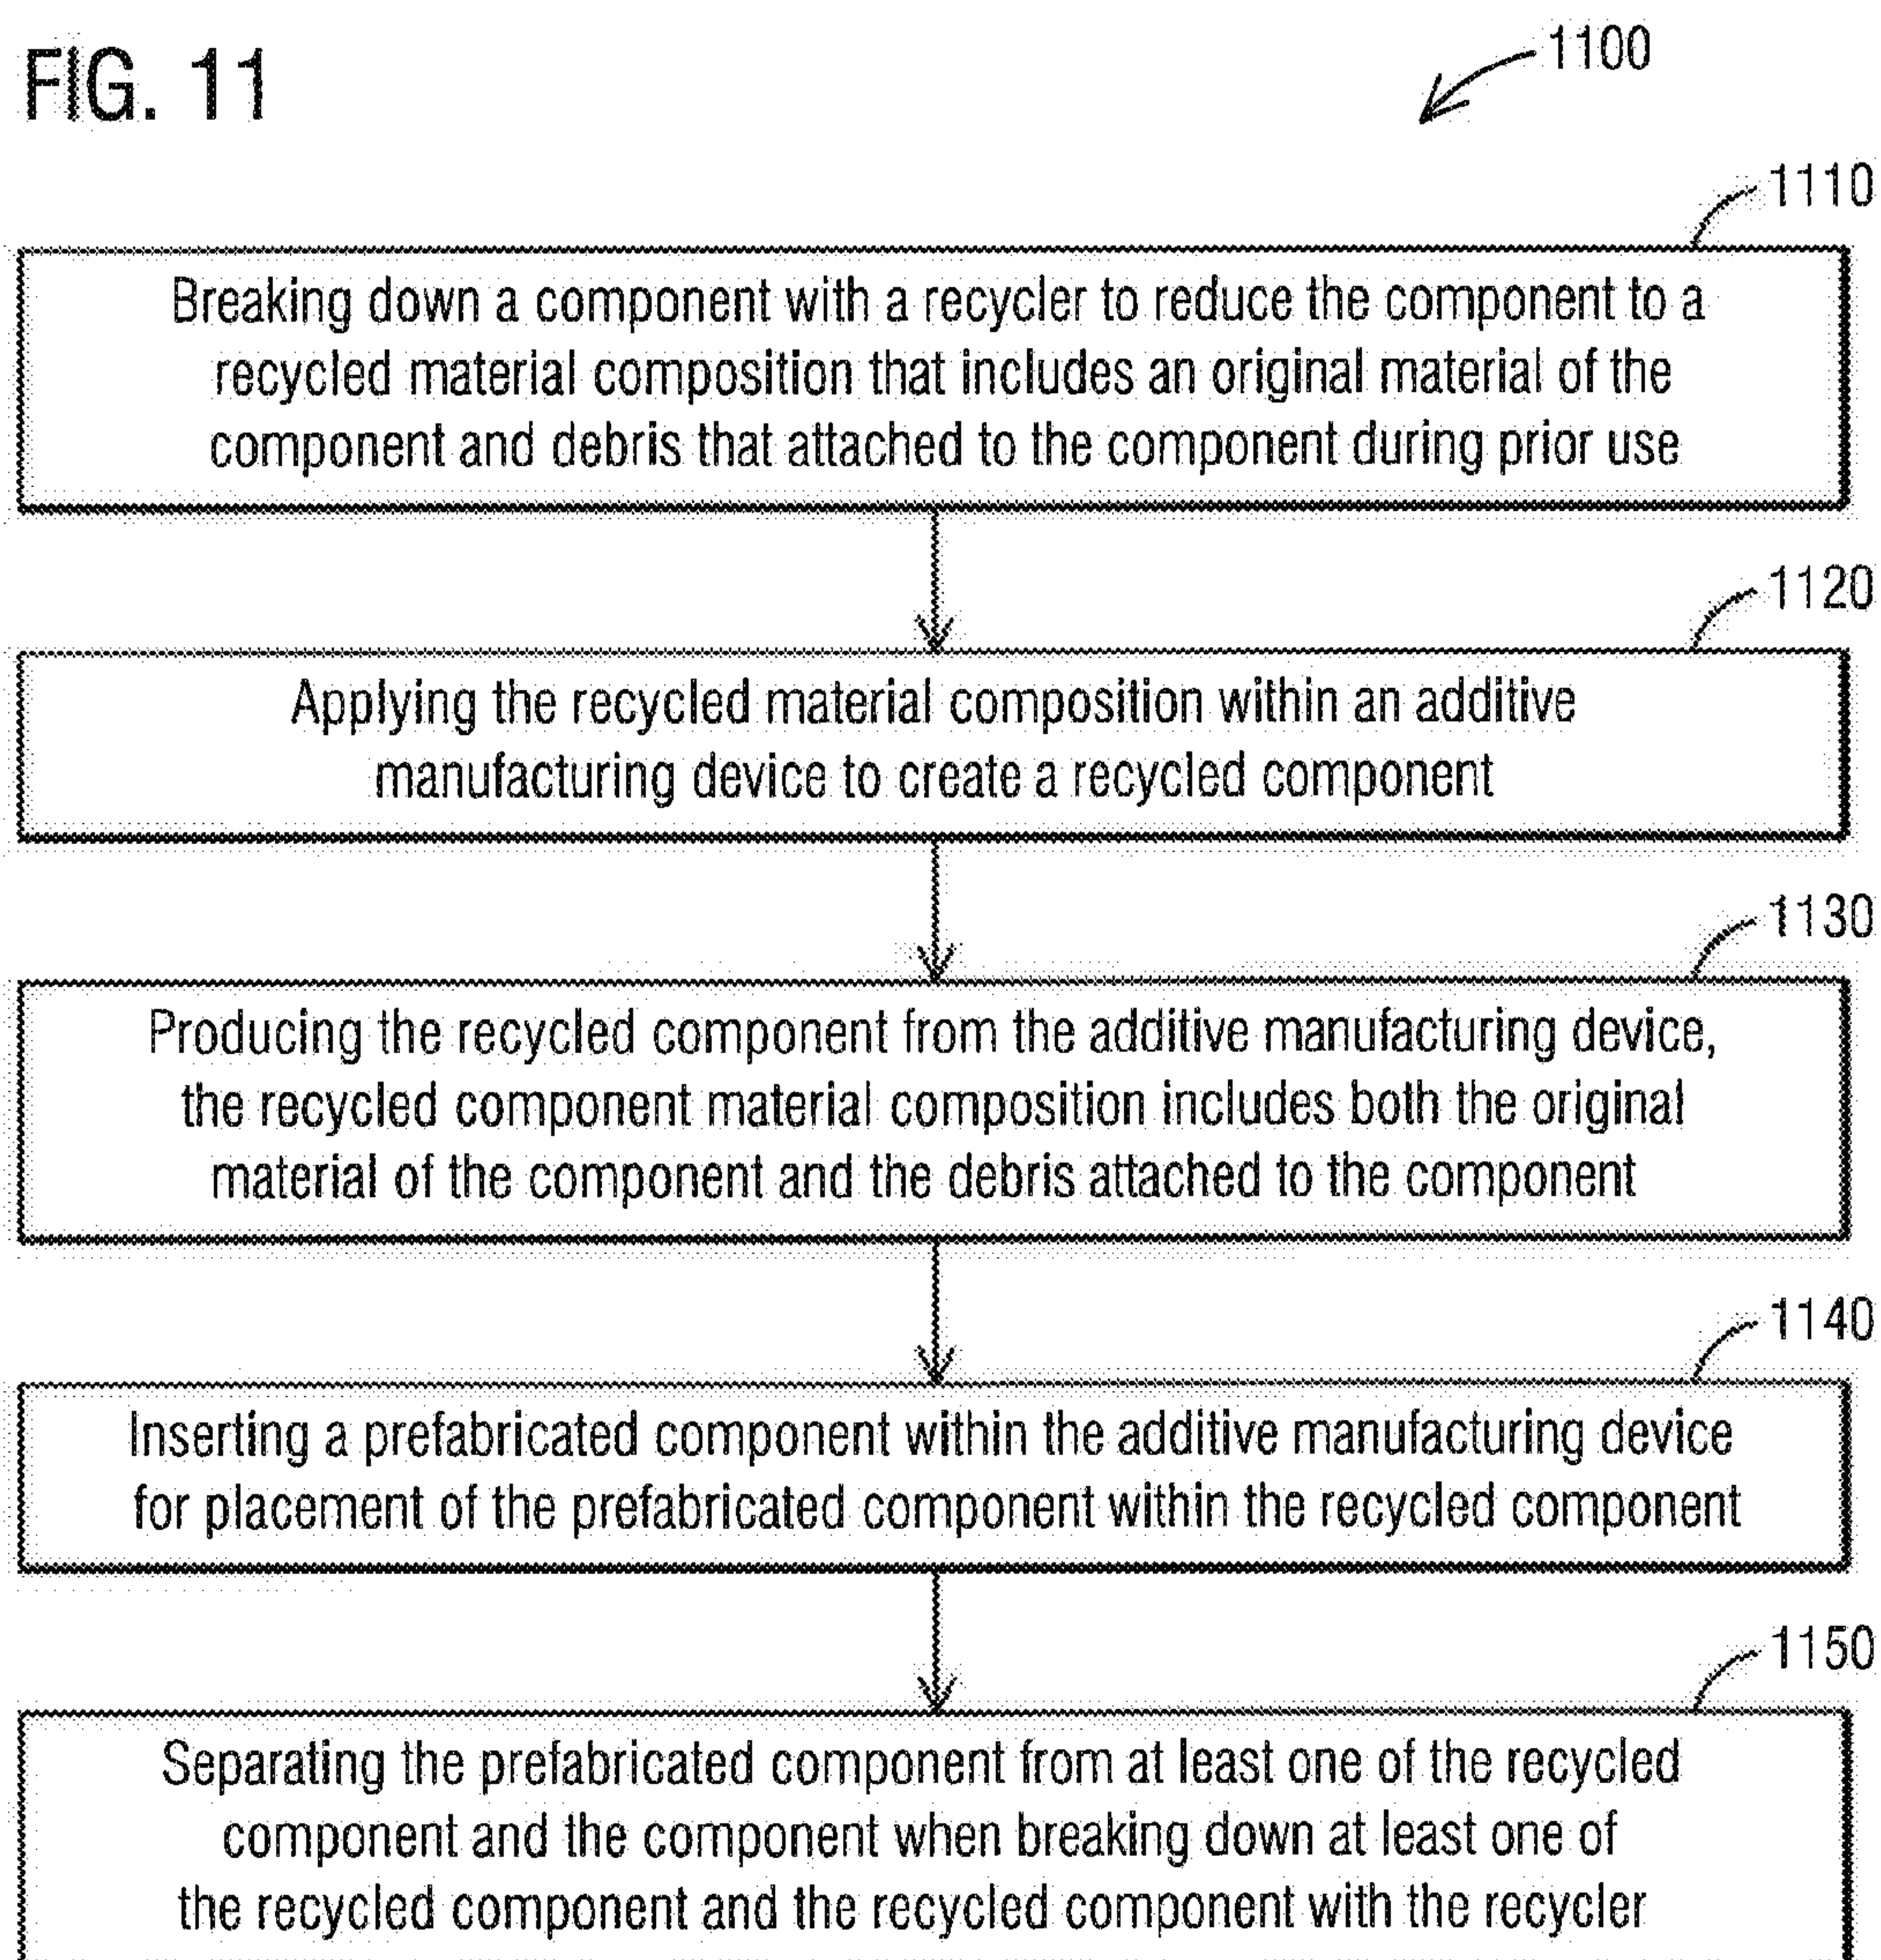 FIG. 11
1100
1110
Breaking down a component with a recycler to reduce the component to a
recycled material composition that includes an original material of the
component and debris that attached to the component during prior use
1120
Applying the recycled material composition within an additive
manufacturing device to create a recycled component
1130
Producing the recycled component from the additive manufacturing device,
the recycled component material composition includes both the original
material of the component and the debris attached to the component
1140
Inserting a prefabricated component within the additive manufacturing device
for placement of the prefabricated component within the recycled component
1150
Separating the prefabricated component from at least one of the recycled
component and the component when breaking down at least one of
the recycled component and the recycled component with the recycler